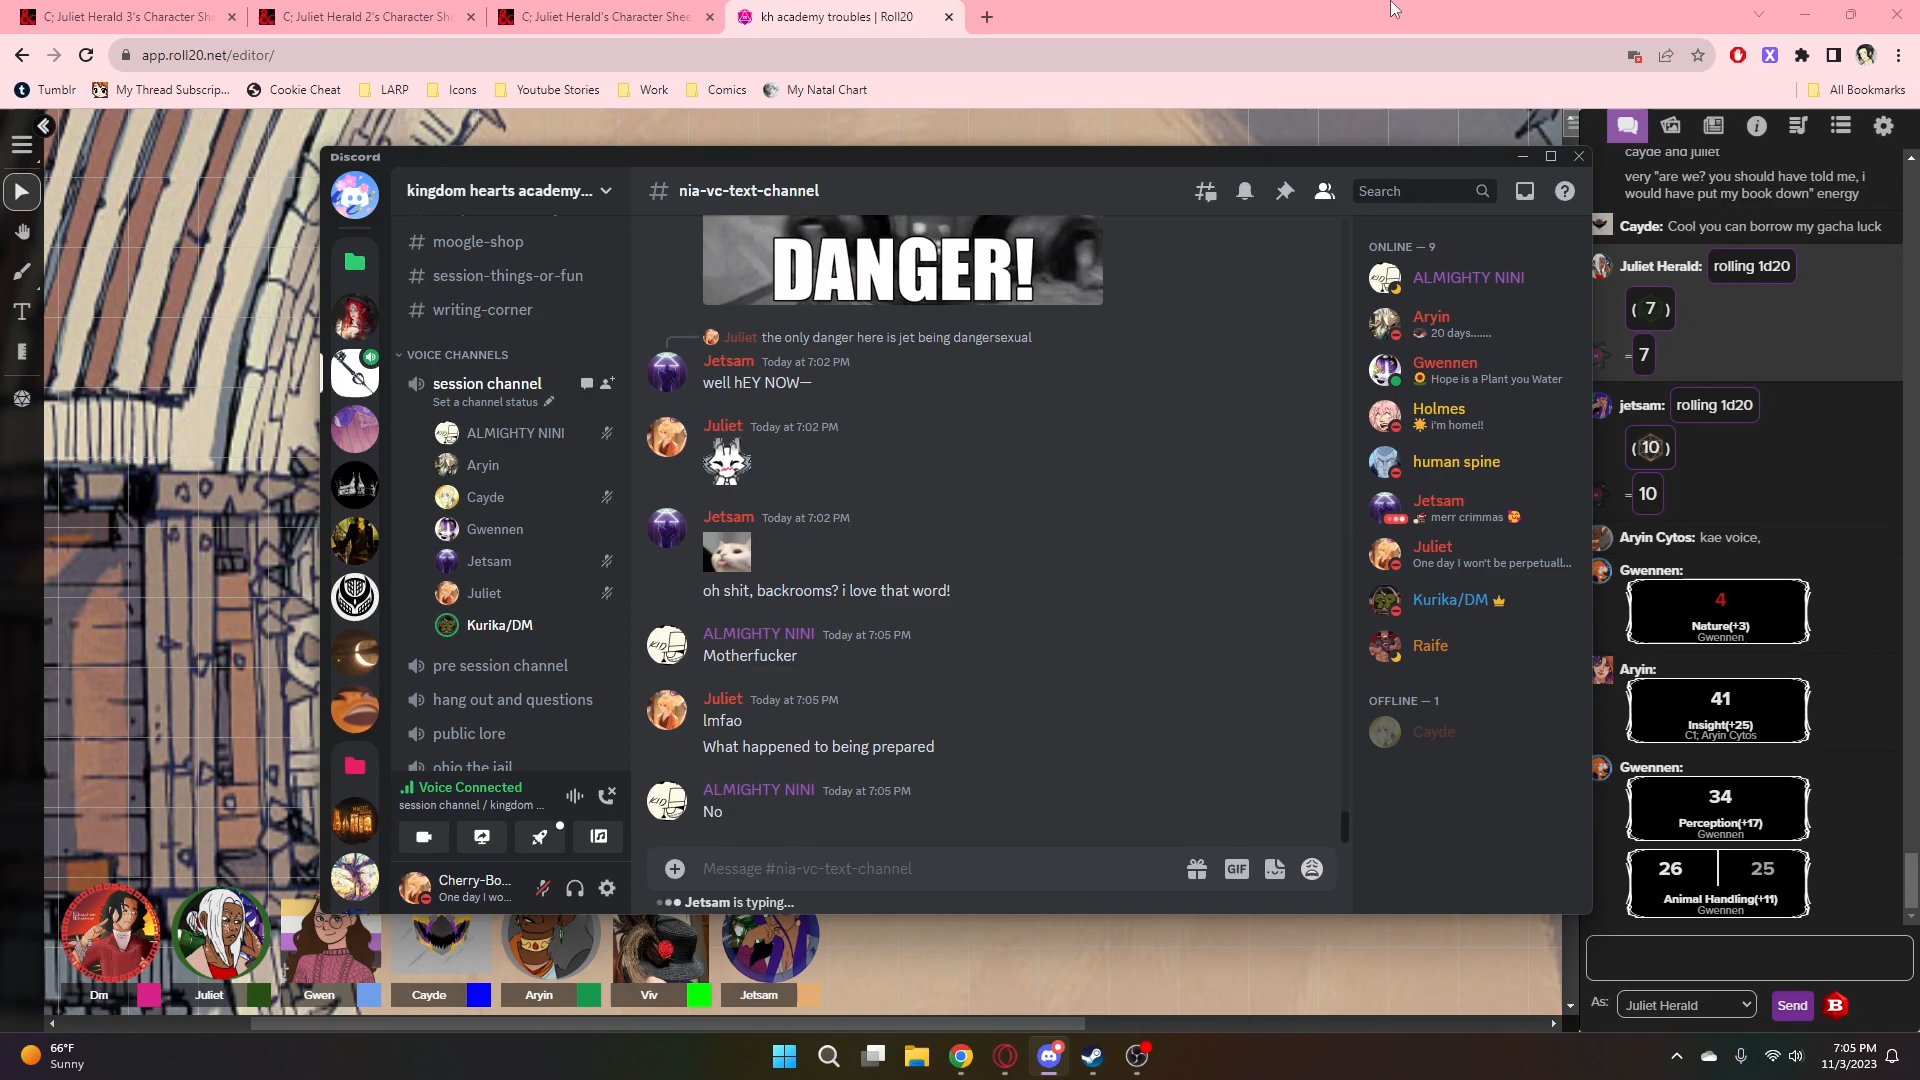 C; Juliet Herald 3's Character She
C; Juliet Herald 2's Character She
C; Juliet Herald's Character Shee
kh academy troubles | Roll20
app.roll20.net/editor/
Tumblr
My Thread Subscrip...
Cookie Cheat
LARP
Icons
Youtube Stories
Work
Comics
My Natal Chart
All Bookmarks
Discord
kingdom hearts academy...
moogle-shop
session-things-or-fun
writing-corner
VOICE CHANNELS
session channel
Set a channel status
ALMIGHTY NINI
Aryin
Cayde
Gwennen
Jetsam
Juliet
Kurika/DM
pre session channel
hang out and questions
public lore
ohio the jail
Voice Connected
session channel / kingdom ...
Cherry-Bo...
One day I wo...
nia-vc-text-channel
Search
DANGER!
Juliet the only danger here is jet being dangersexual
Jetsam Today at 7:02 PM
well hEY NOW—
Juliet Today at 7:02 PM
Jetsam Today at 7:02 PM
oh shit, backrooms? i love that word!
ALMIGHTY NINI Today at 7:05 PM
Motherfucker
Juliet Today at 7:05 PM
lmfao
What happened to being prepared
ALMIGHTY NINI Today at 7:05 PM
No
Message #nia-vc-text-channel
GIF
Jetsam is typing...
ONLINE — 9
ALMIGHTY NINI
Aryin
20 days.......
Gwennen
Hope is a Plant you Water
Holmes
i'm home!!
human spine
Jetsam
merr crimmas
Juliet
One day I won't be perpetuall...
Kurika/DM
Raife
OFFLINE — 1
Cayde
cayde and juliet
very "are we? you should have told me, i
would have put my book down" energy
Cayde: Cool you can borrow my gacha luck
Juliet Herald: rolling 1d20
( 7 )
= 7
jetsam: rolling 1d20
( 10 )
= 10
Aryin Cytos: kae voice,
Gwennen:
4
Nature(+3)
Gwennen
Aryin:
41
Insight(+25)
C1; Aryin Cytos
Gwennen:
34
Perception(+17)
Gwennen
26 25
Animal Handling(+11)
Gwennen
As: Juliet Herald Send B
Dm
Juliet
Gwen
Cayde
Aryin
Viv
Jetsam
66°F
Sunny
7:05 PM
11/3/2023